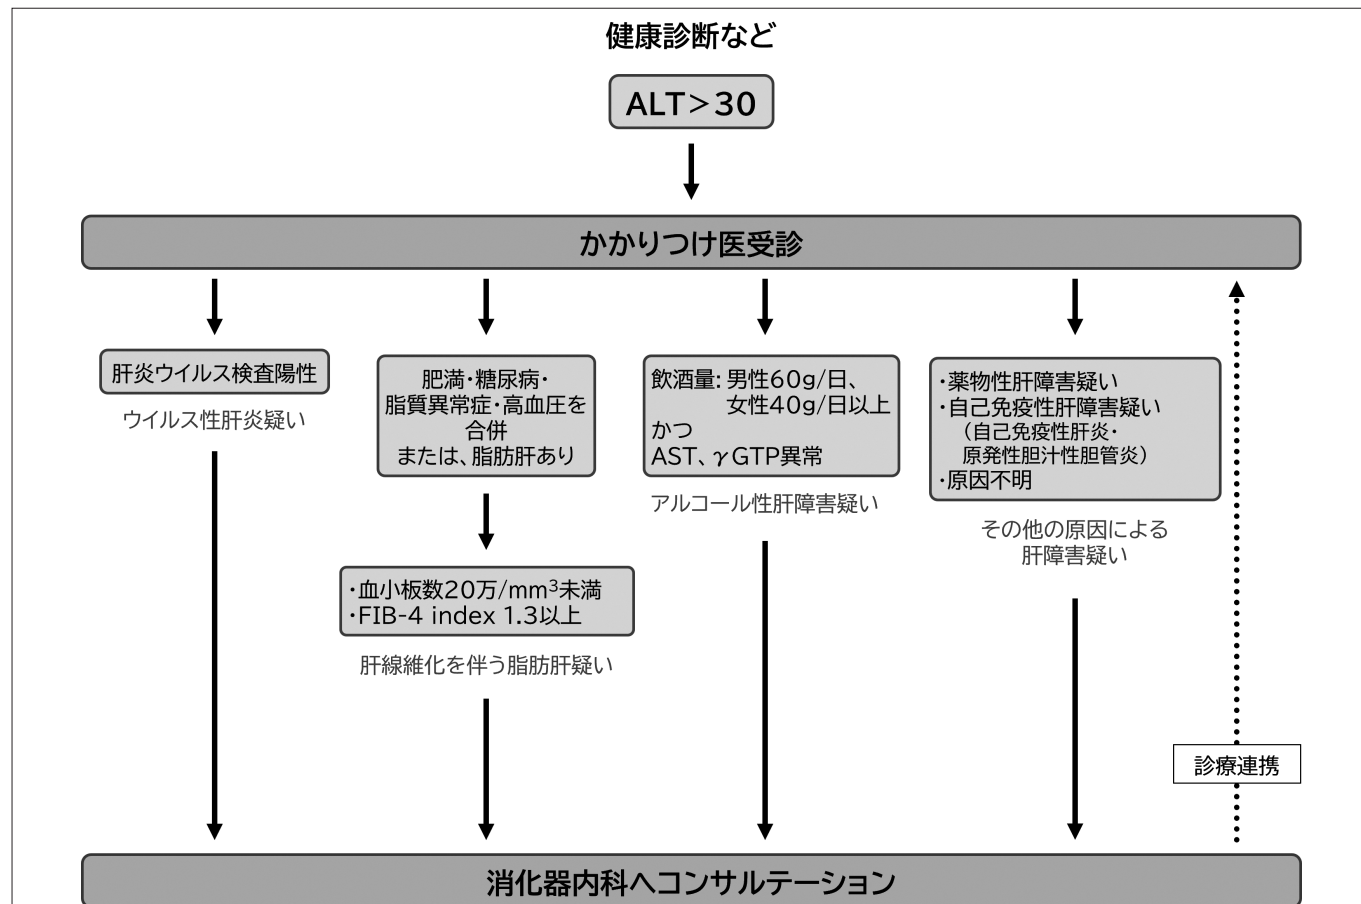 健康診断など
ALT>30
かかりつけ医受診
肝炎ウイルス検査陽性
ウイルス性肝炎疑い
肥満・糖尿病・
脂質異常症・高血圧を
合併
または、脂肪肝あり
・血小板数20万/mm³未満
・FIB-4 index 1.3以上
肝線維化を伴う脂肪肝疑い
飲酒量: 男性60g/日、
女性40g/日以上
かつ
AST、γGTP異常
アルコール性肝障害疑い
・薬物性肝障害疑い
・自己免疫性肝障害疑い
（自己免疫性肝炎・
原発性胆汁性胆管炎）
・原因不明
その他の原因による
肝障害疑い
診療連携
消化器内科へコンサルテーション